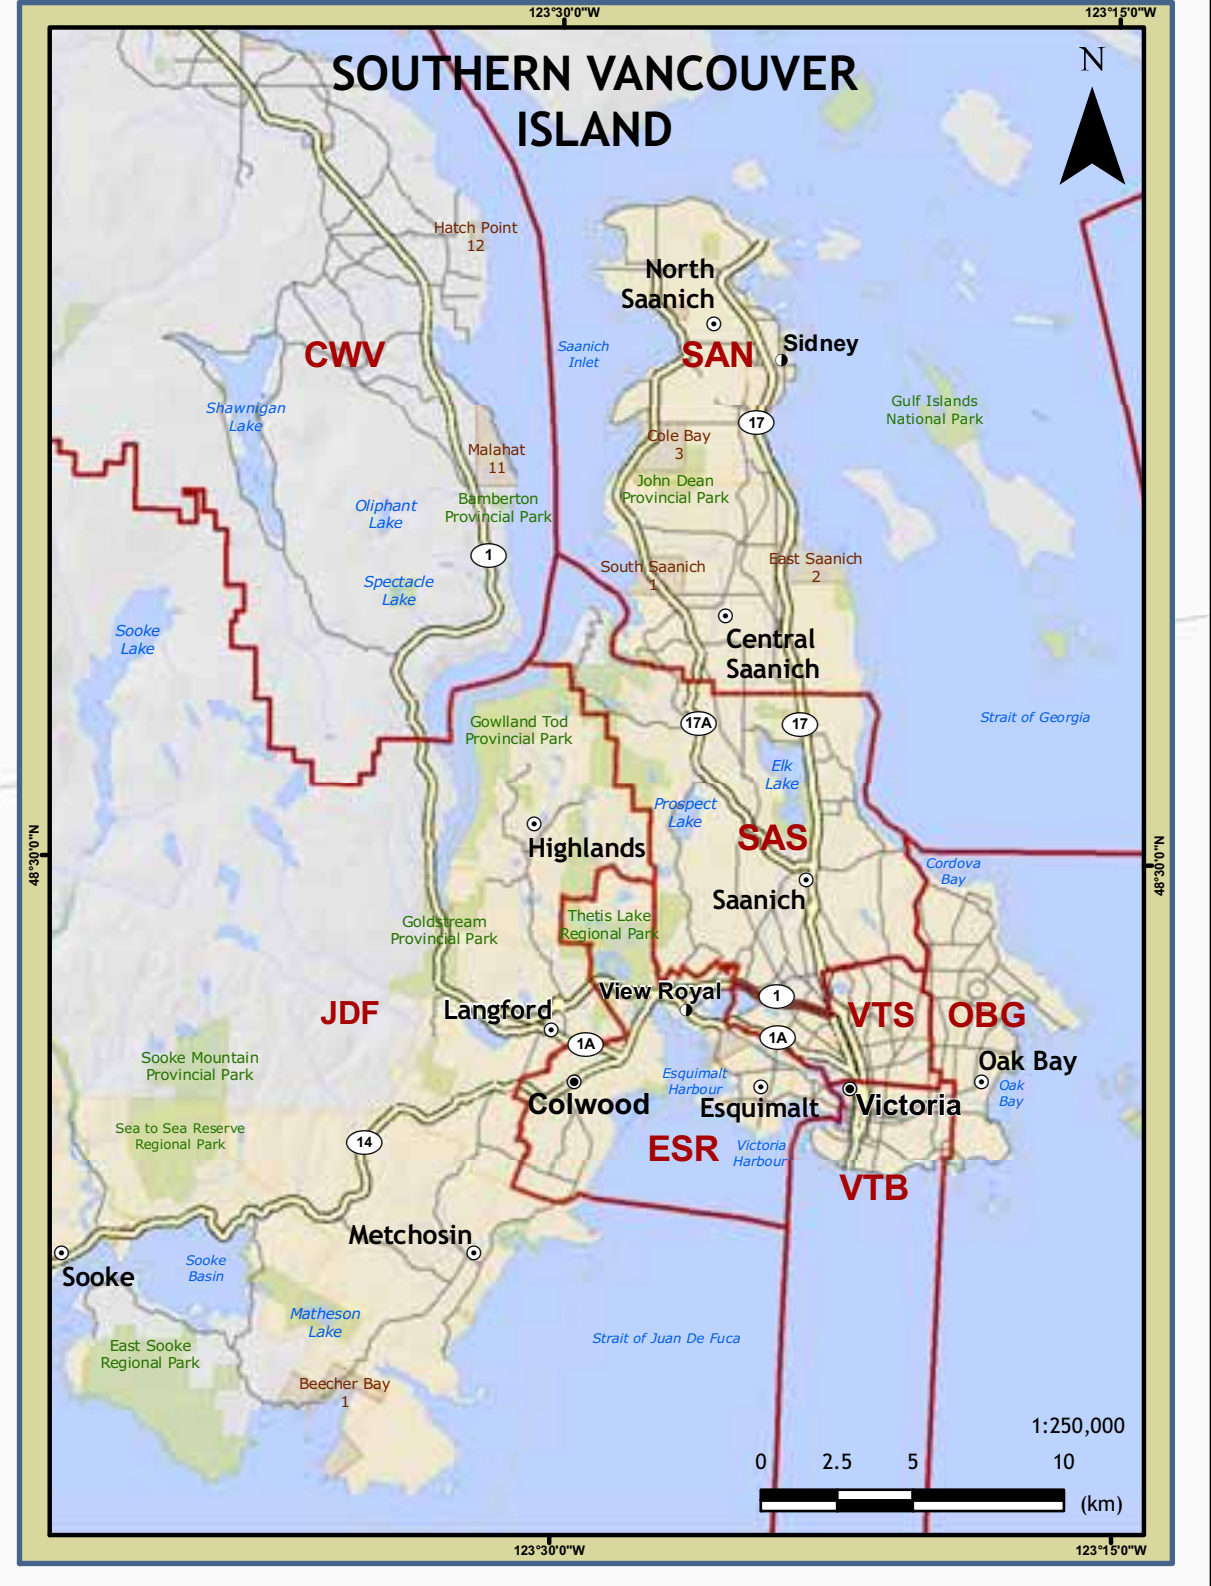 123°30'0"W
123°15'0"W
SOUTHERN VANCOUVER
ISLAND
N
Hatch Point
12
North
Saanich
Saanich
Inlet
SAN
Sidney
CWV
Shawnigan
Lake
Gulf Islands
National Park
17
Cole Bay
3
Malahat
11
John Dean
Provincial Park
Bamberton
Provincial Park
Oliphant
Lake
1
South Saanich
1
East Saanich
2
Spectacle
Lake
Sooke
Lake
Central
Saanich
Gowlland Tod
Provincial Park
17A
17
Strait of Georgia
Elk
Lake
Prospect
Lake
SAS
Highlands
48°30'0"N
48°30'0"N
Cordova
Bay
Saanich
Goldstream
Provincial Park
Thetis Lake
Regional Park
View Royal
1
Langford
JDF
VTS
OBG
1A
1A
Sooke Mountain
Provincial Park
Oak Bay
Esquimalt
Harbour
Oak
Bay
Colwood
Esquimalt
Victoria
Sea to Sea Reserve
Regional Park
14
ESR
Victoria
Harbour
VTB
Metchosin
Sooke
Sooke
Basin
Matheson
Lake
Strait of Juan De Fuca
East Sooke
Regional Park
Beecher Bay
1
1:250,000
0 2.5 5 10
(km)
123°30'0"W
123°15'0"W